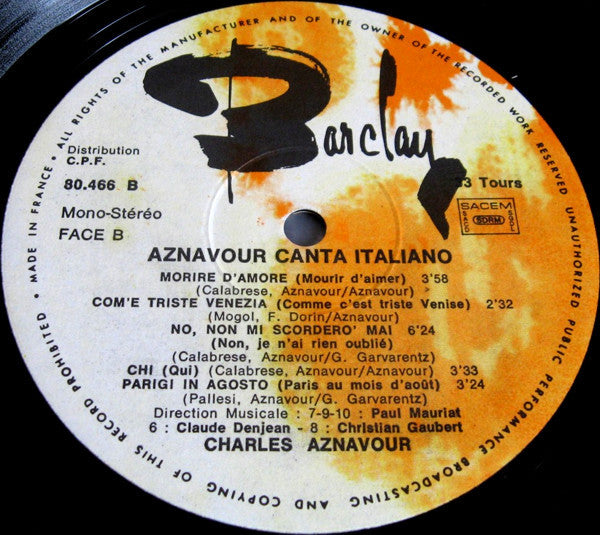 • MADE IN FRANCE • ALL RIGHTS OF THE MANUFACTURER AND OF THE OWNER OF THE RECORDED WORK RESERVED UNAUTHORIZED PUBLIC PERFORMANCE BROADCASTING AND COPYING OF THIS RECORD PROHIBITED
Barclay
Distribution
C.P.F.
80.466 B
33 Tours
Mono-Stéréo
SACEM
SACD
SDRM
SGDL
FACE B
AZNAVOUR CANTA ITALIANO
MORIRE D'AMORE (Mourir d'aimer) 3'58
(Calabrese, Aznavour/Aznavour)
COM'E TRISTE VENEZIA (Comme c'est triste Venise) 2'32
(Mogol, F. Dorin/Aznavour)
NO, NON MI SCORDERO' MAI 6'24
(Non, je n'ai rien oublié)
(Calabrese, Aznavour/G. Garvarentz)
CHI (Qui) (Calabrese, Aznavour/Aznavour) 3'33
PARIGI IN AGOSTO (Paris au mois d'août) 3'24
(Pallesi, Aznavour/G. Garvarentz)
Direction Musicale : 7-9-10 : Paul Mauriat
6 : Claude Denjean - 8 : Christian Gaubert
CHARLES AZNAVOUR